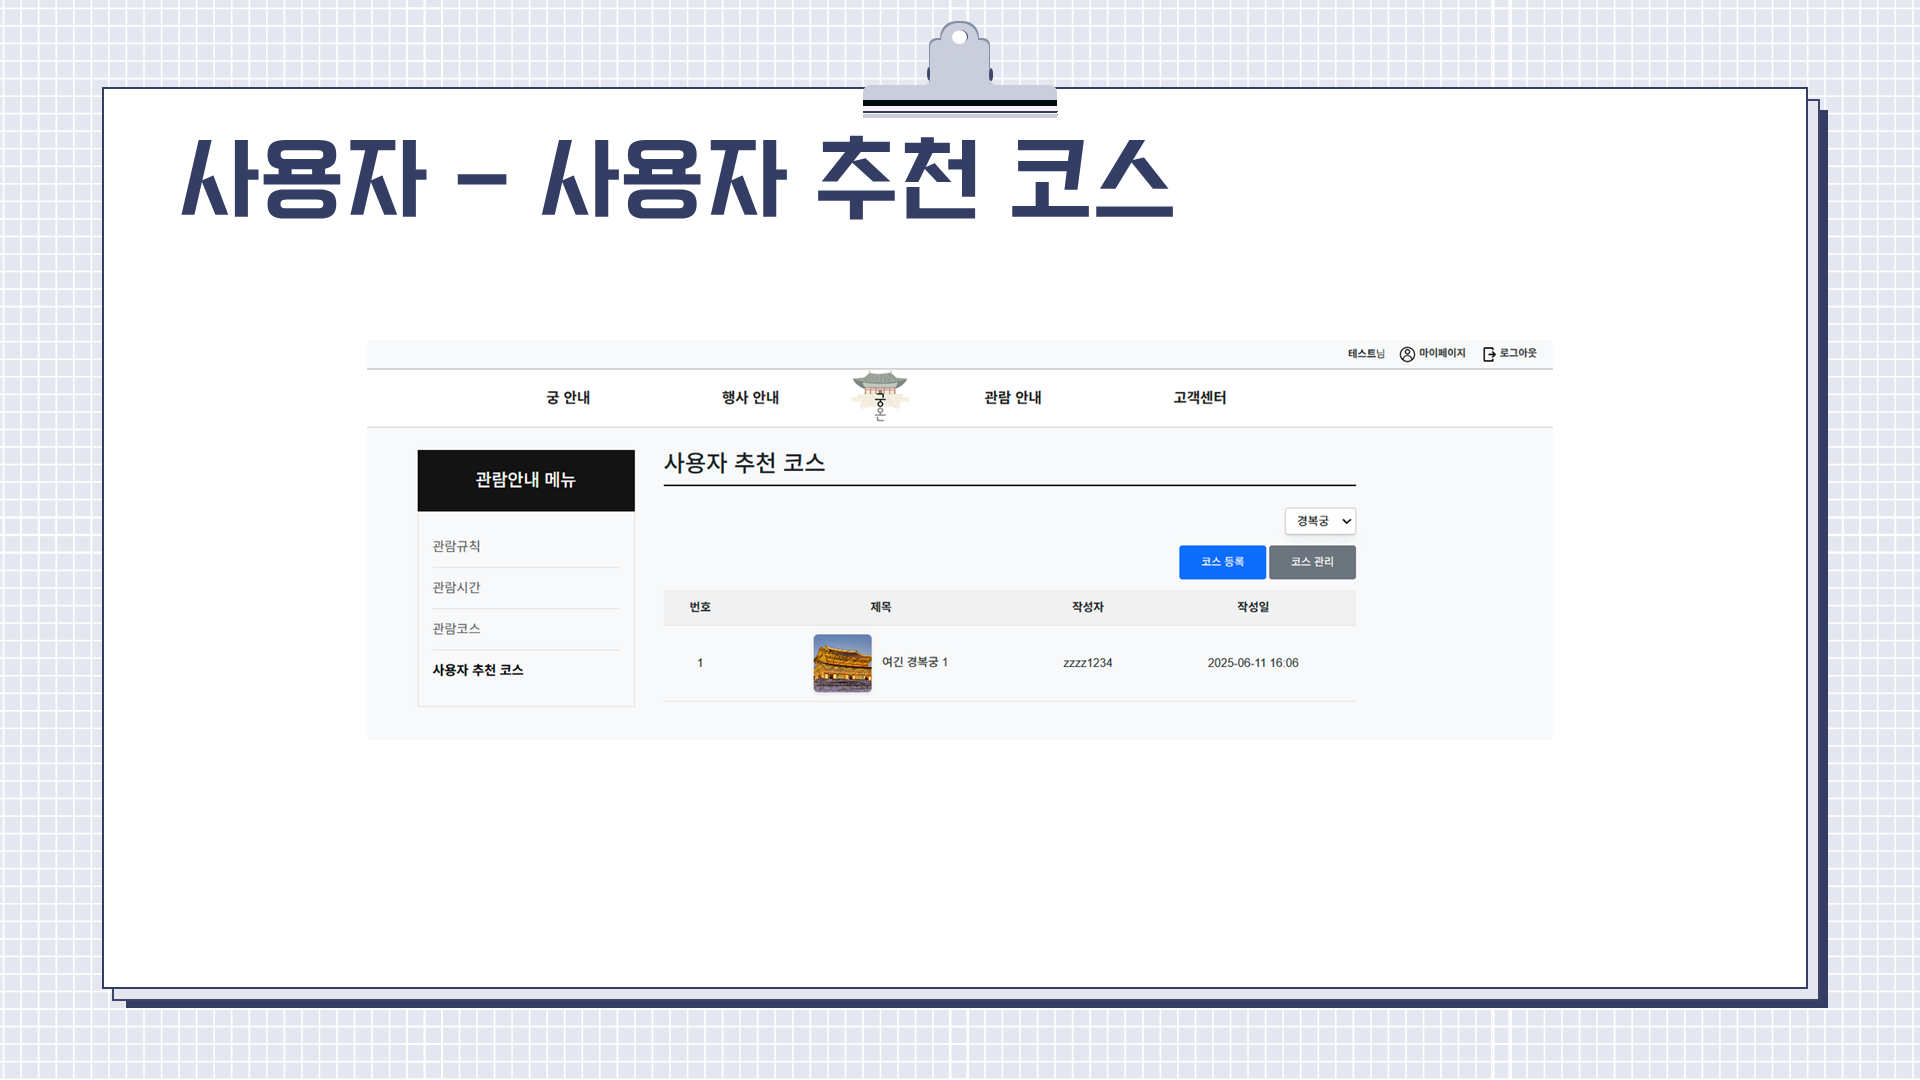 사용자 - 사용자 추천 코스
테스트님 마이페이지 로그아웃
궁 안내 행사 안내 궁온 관람 안내 고객센터
관람안내 메뉴
관람규칙
관람시간
관람코스
사용자 추천 코스
사용자 추천 코스
경복궁
코스 등록 코스 관리
번호 제목 작성자 작성일
1 여긴 경복궁 1 zzzz1234 2025-06-11 16:06